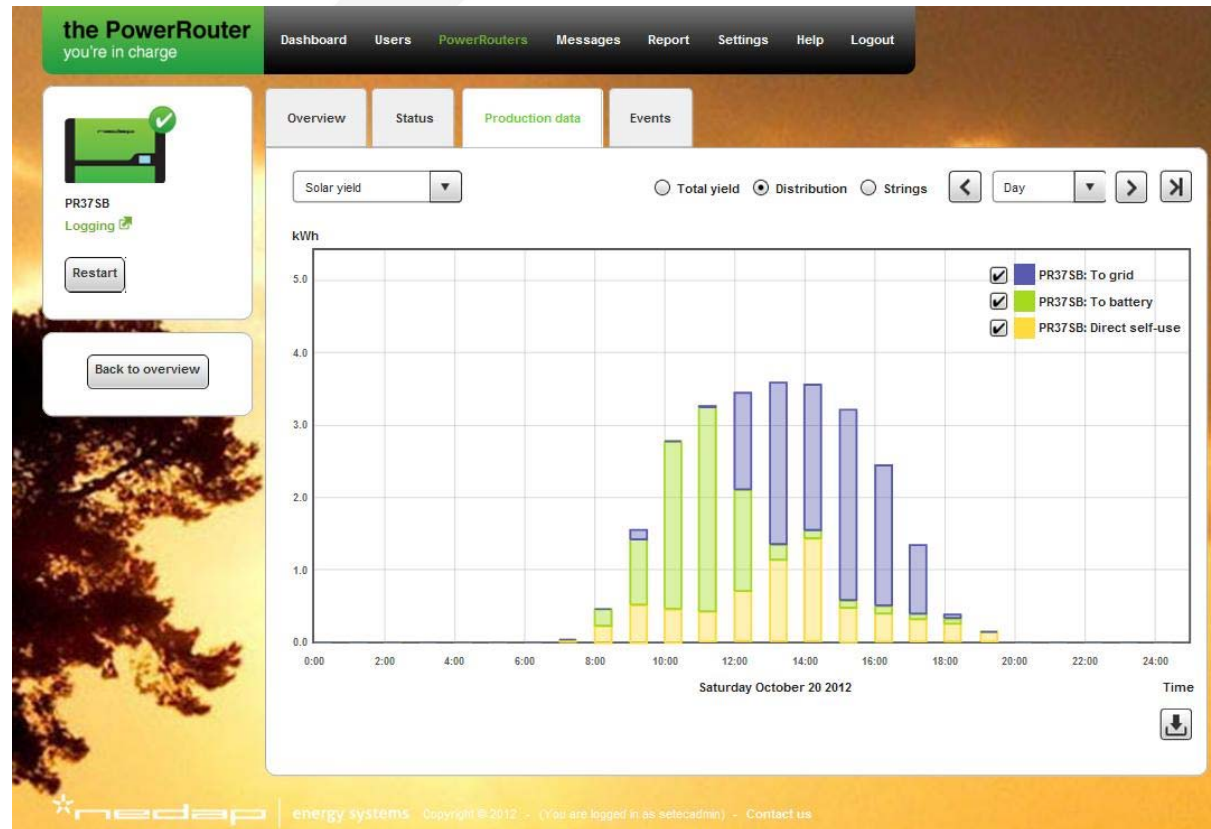 the PowerRouter
you're in charge
Dashboard Users PowerRouters Messages Report Settings Help Logout
Overview Status Production data Events
PR37SB
Logging
Restart
Back to overview
Solar yield
Total yield Distribution Strings Day
kWh
5.0
4.0
3.0
2.0
1.0
0.0
PR37SB: To grid
PR37SB: To battery
PR37SB: Direct self-use
0:00 2:00 4:00 6:00 8:00 10:00 12:00 14:00 16:00 18:00 20:00 22:00 24:00
Saturday October 20 2012
Time
nedap energy systems Copyright © 2012 - (You are logged in as setecadmin) - Contact us